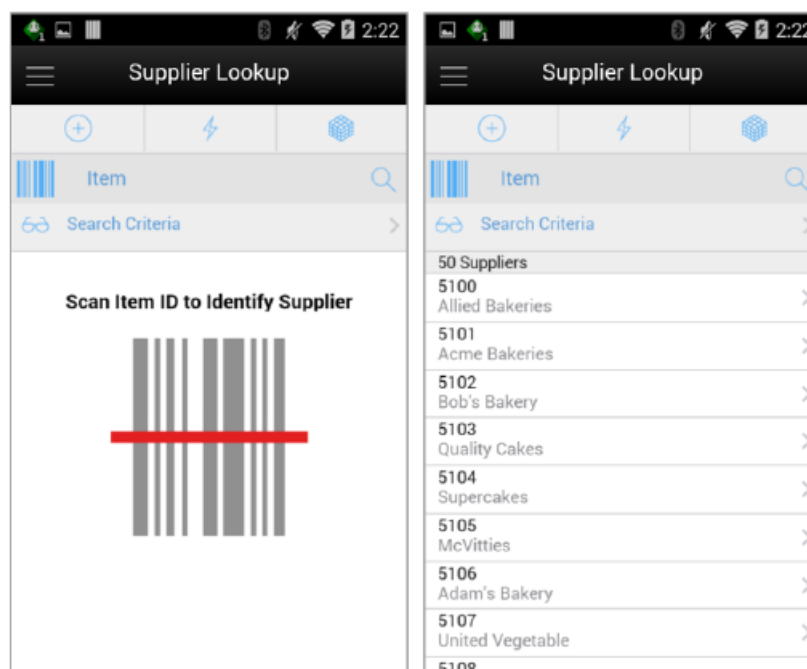 2:22
Supplier Lookup
Item
Search Criteria
Scan Item ID to Identify Supplier
2:22
Supplier Lookup
Item
Search Criteria
50 Suppliers
5100
Allied Bakeries
5101
Acme Bakeries
5102
Bob's Bakery
5103
Quality Cakes
5104
Supercakes
5105
McVitties
5106
Adam's Bakery
5107
United Vegetable
5108